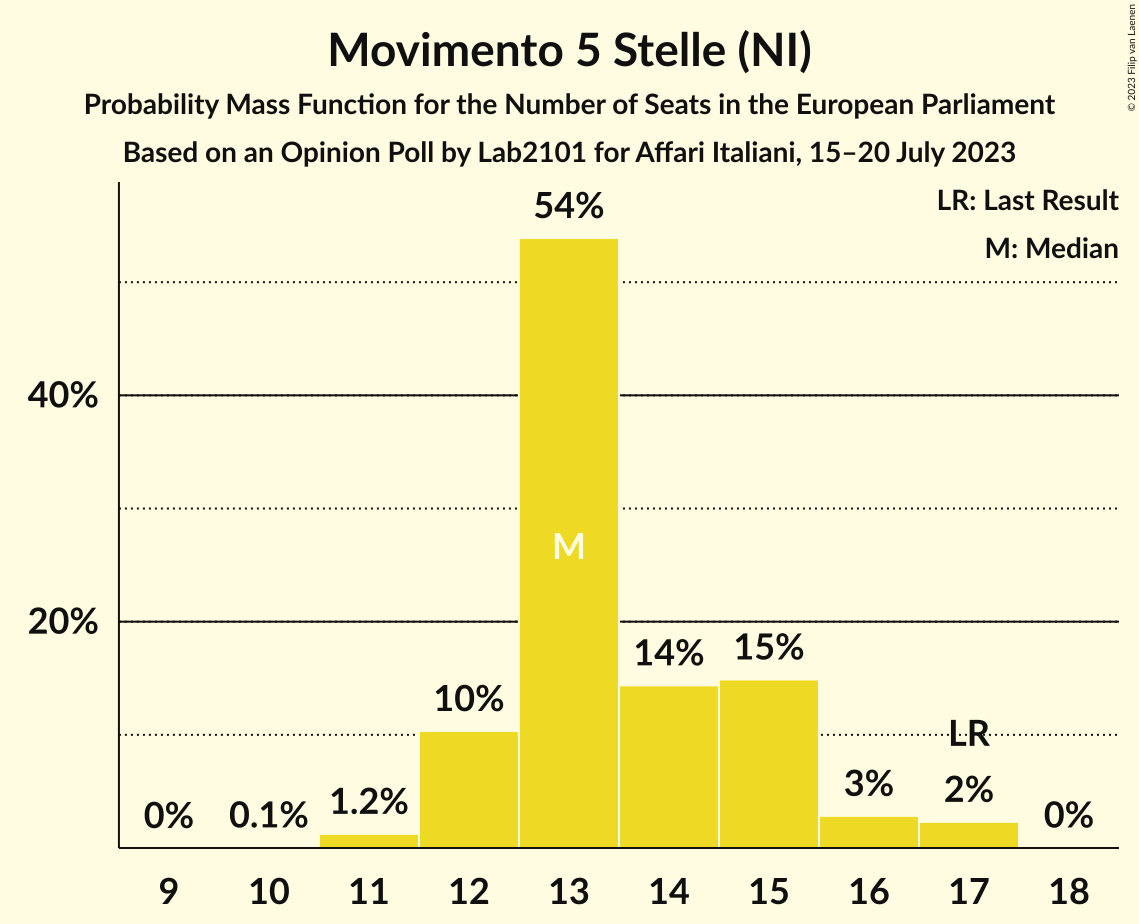 Movimento 5 Stelle (NI)
Probability Mass Function for the Number of Seats in the European Parliament
Based on an Opinion Poll by Lab2101 for Affari Italiani, 15–20 July 2023
© 2023 Filip van Laenen
LR: Last Result
M: Median
54%
40%
M
20%
15%
14%
10%
LR
3%
2%
1.2%
0% 0.1% 0%
9 10 11 12 13 14 15 16 17 18